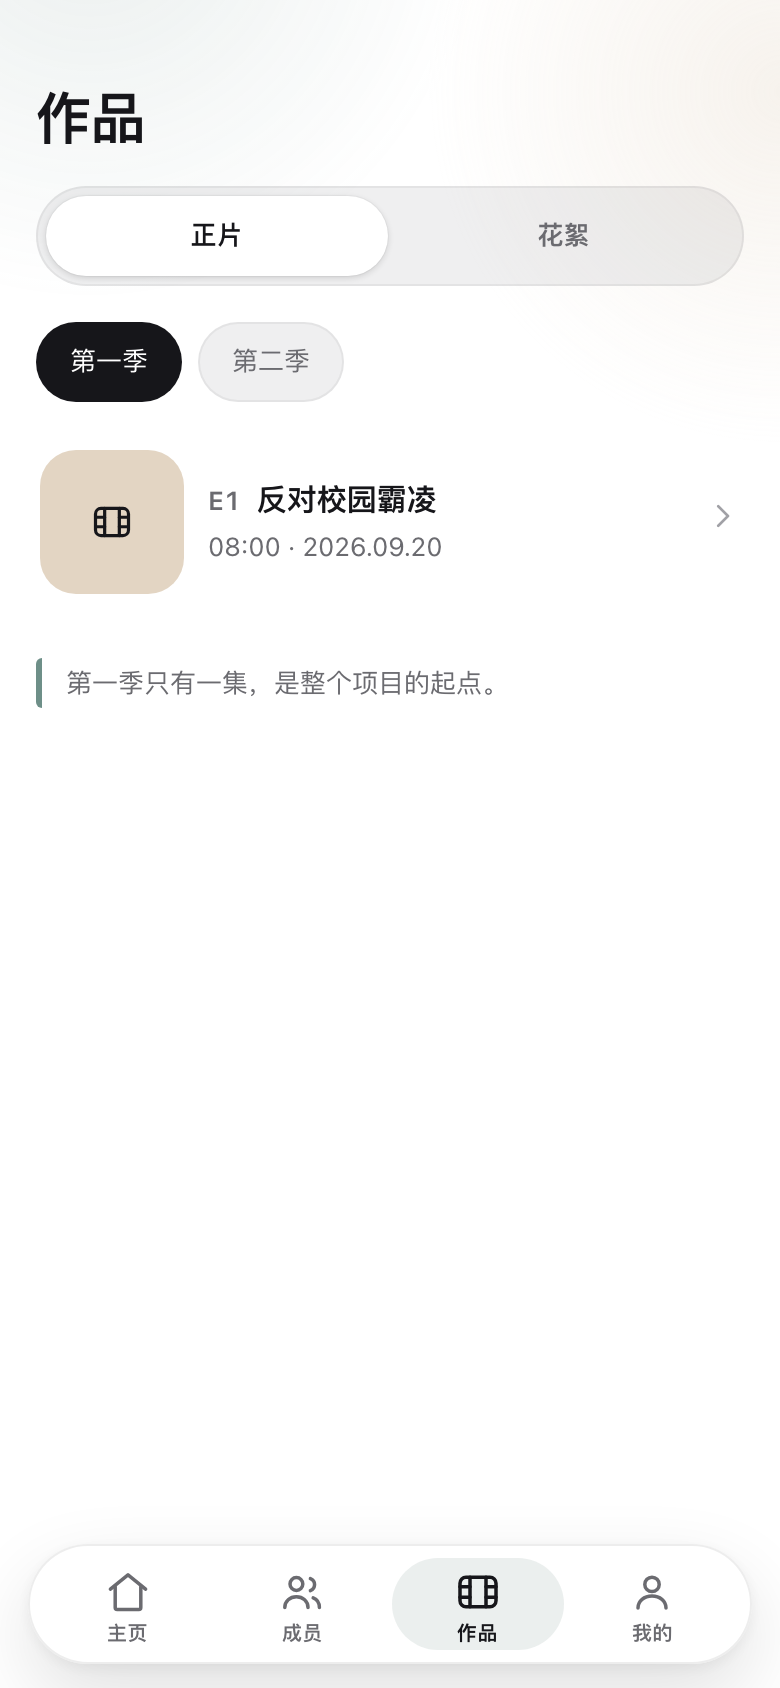 作品
正片
花絮
第一季
第二季
E1 反对校园霸凌
08:00 · 2026.09.20
第一季只有一集，是整个项目的起点。
主页
成员
作品
我的